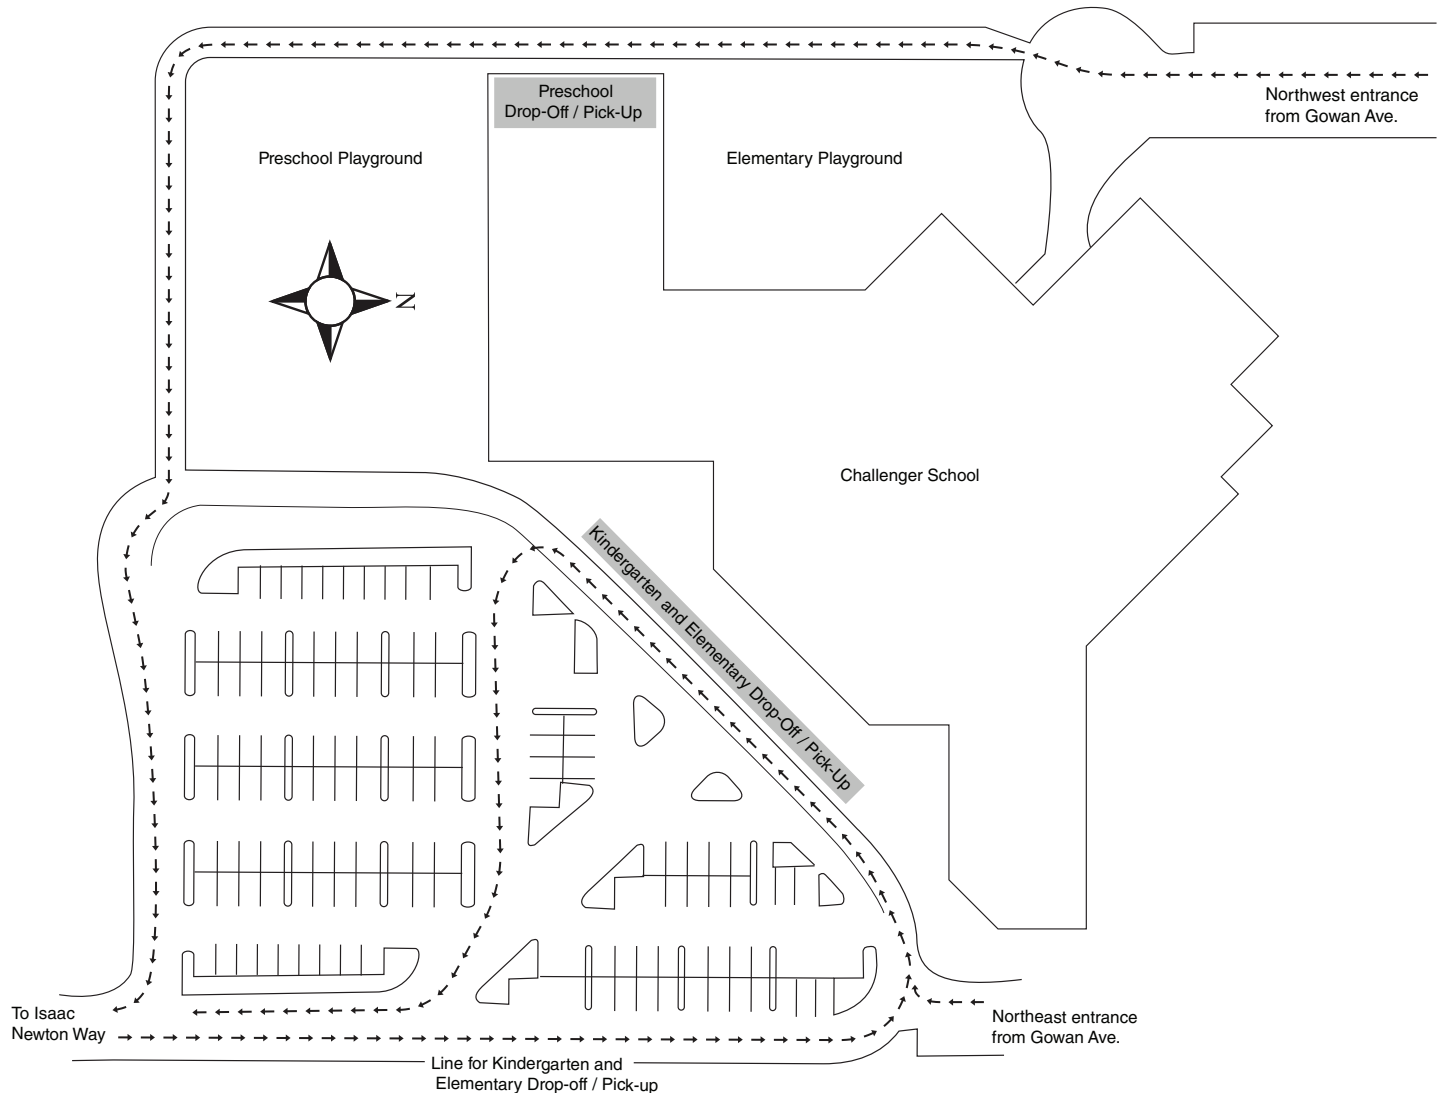 Preschool
Drop-Off / Pick-Up
Northwest entrance
from Gowan Ave.
Preschool Playground
Elementary Playground
N
Challenger School
Kindergarten and Elementary Drop-Off / Pick-Up
To Isaac
Newton Way
Northeast entrance
from Gowan Ave.
Line for Kindergarten and
Elementary Drop-off / Pick-up